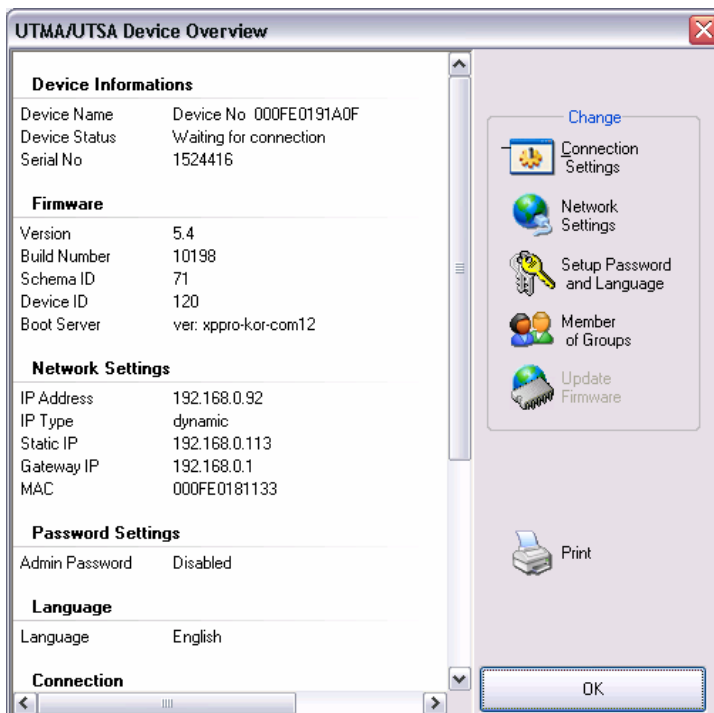 UTMA/UTSA Device Overview
Device Informations
Device Name Device No 000FE0191A0F
Device Status Waiting for connection
Serial No 1524416
Firmware
Version 5.4
Build Number 10198
Schema ID 71
Device ID 120
Boot Server ver: xppro-kor-com12
Network Settings
IP Address 192.168.0.92
IP Type dynamic
Static IP 192.168.0.113
Gateway IP 192.168.0.1
MAC 000FE0181133
Password Settings
Admin Password Disabled
Language
Language English
Connection
Change
Connection
Settings
Network
Settings
Setup Password
and Language
Member
of Groups
Update
Firmware
Print
OK